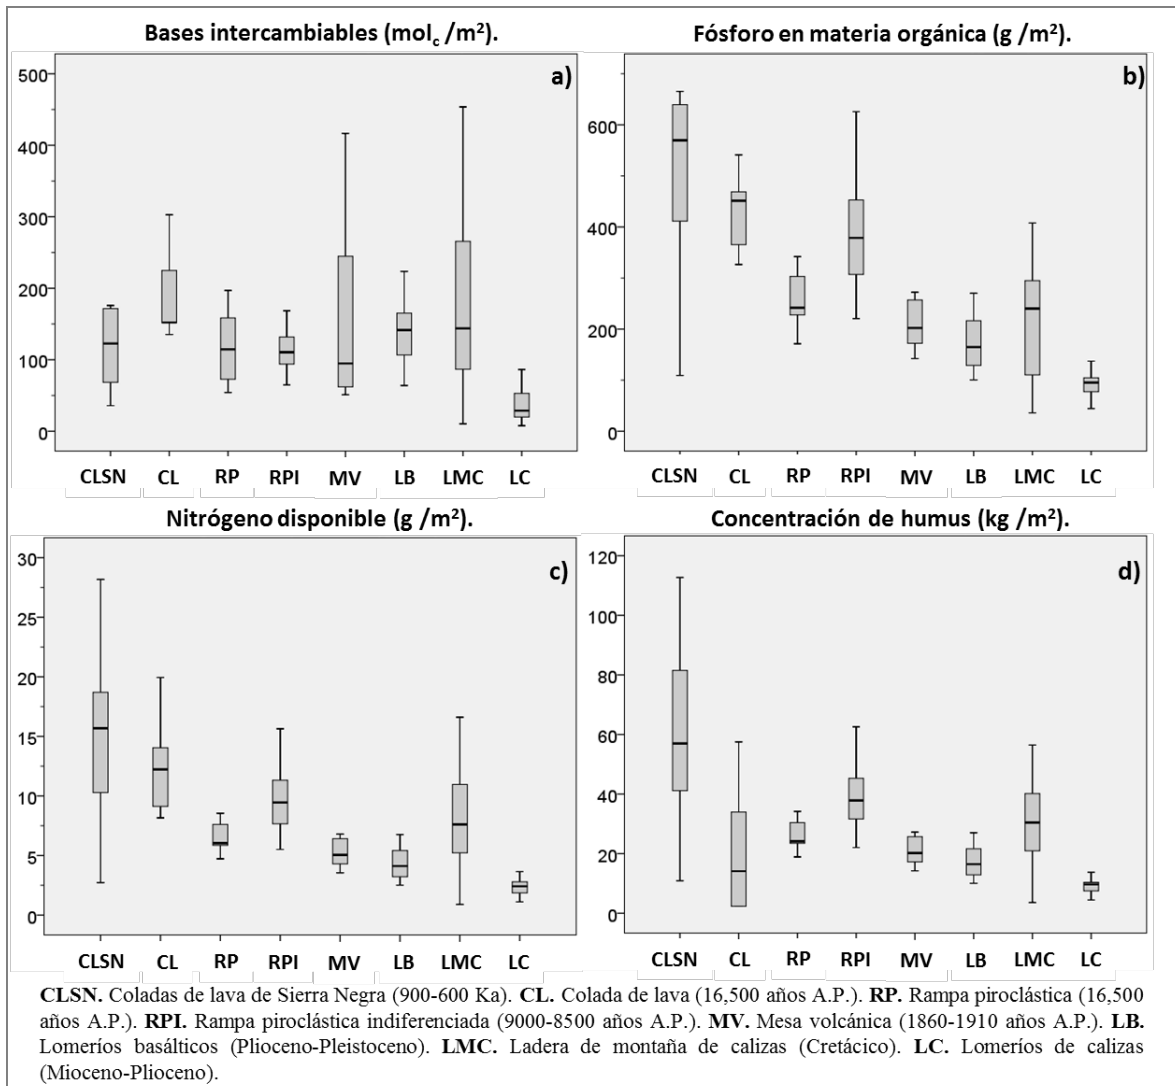 Bases intercambiables (molc /m²).
a)
500
400
300
200
100
0
CLSN CL RP RPI MV LB LMC LC
Fósforo en materia orgánica (g /m²).
b)
600
400
200
0
CLSN CL RP RPI MV LB LMC LC
Nitrógeno disponible (g /m²).
c)
30
25
20
15
10
5
0
CLSN CL RP RPI MV LB LMC LC
Concentración de humus (kg /m²).
d)
120
100
80
60
40
20
0
CLSN CL RP RPI MV LB LMC LC
CLSN. Coladas de lava de Sierra Negra (900-600 Ka). CL. Colada de lava (16,500
años A.P.). RP. Rampa piroclástica (16,500
años A.P.). RPI. Rampa piroclástica indiferenciada (9000-8500 años A.P.). MV. Mesa volcánica (1860-1910 años A.P.). LB.
Lomeríos basálticos (Plioceno-Pleistoceno). LMC. Ladera de montaña de calizas (Cretácico). LC. Lomeríos de calizas
(Mioceno-Plioceno).